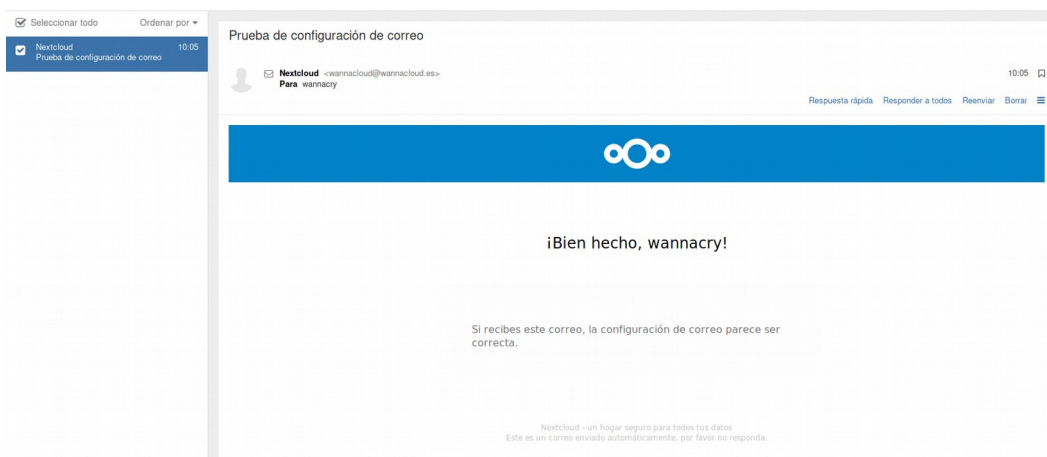 Seleccionar todo
Ordenar por
Nextcloud 10:05
Prueba de configuración de correo
Prueba de configuración de correo
Nextcloud <wannacloud@wannacloud.es>
10:05
Para wannacry
Respuesta rápida Responder a todos Reenviar Borrar
¡Bien hecho, wannacry!
Si recibes este correo, la configuración de correo parece ser
correcta.
Nextcloud - un hogar seguro para todos tus datos
Este es un correo enviado automáticamente, por favor no responda.